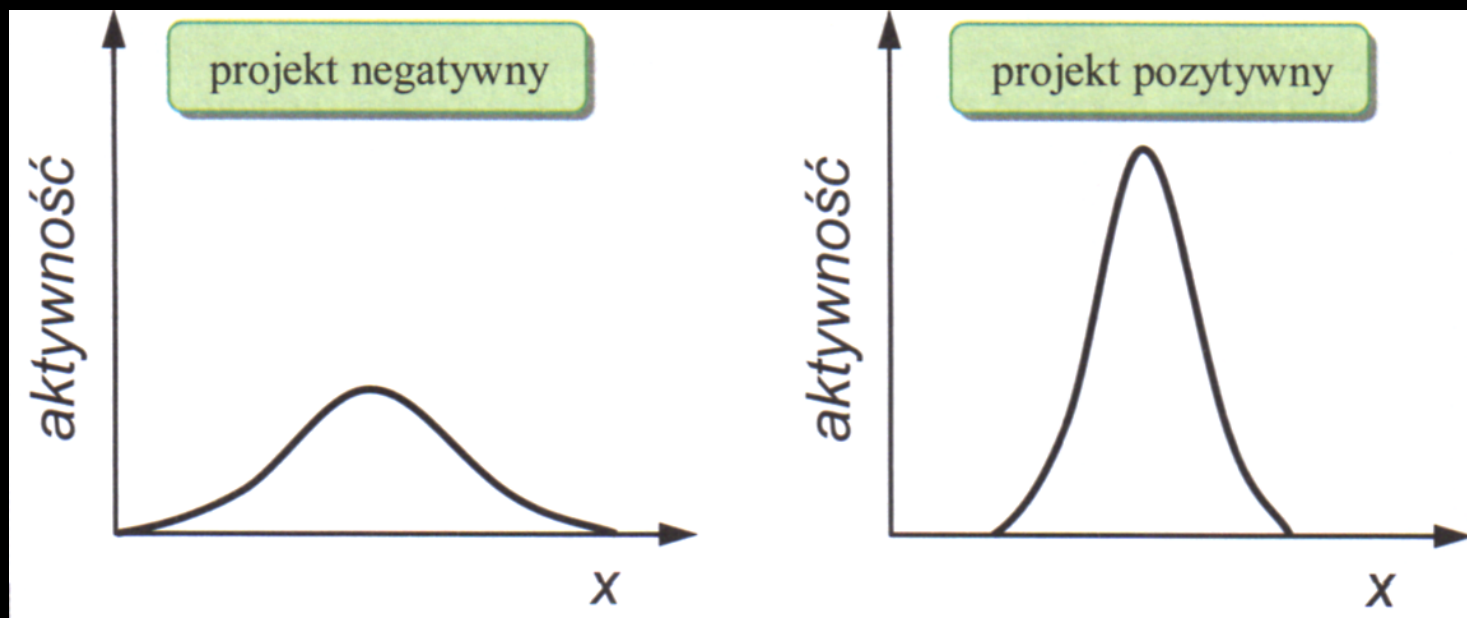 projekt negatywny
aktywność
x
projekt pozytywny
aktywność
x